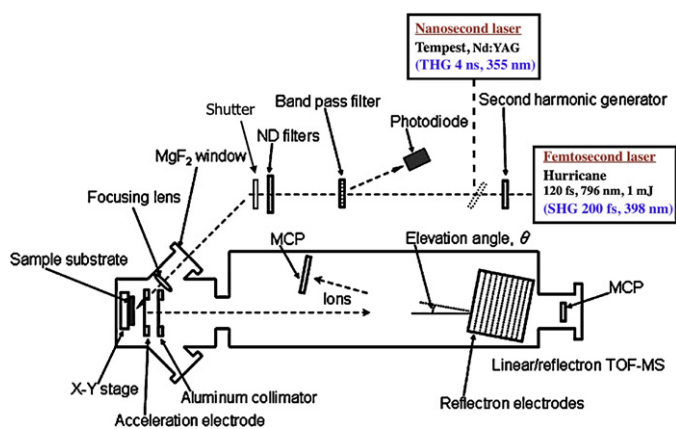 Nanosecond laser
Tempest, Nd:YAG
(THG 4 ns, 355 nm)
Second harmonic generator
Band pass filter
Photodiode
Shutter
ND filters
MgF₂ window
Femtosecond laser
Hurricane
120 fs, 796 nm, 1 mJ
(SHG 200 fs, 398 nm)
Focusing lens
Sample substrate
MCP
Elevation angle, θ
MCP
Ions
Linear/reflectron TOF-MS
X-Y stage
Aluminum collimator
Reflectron electrodes
Acceleration electrode